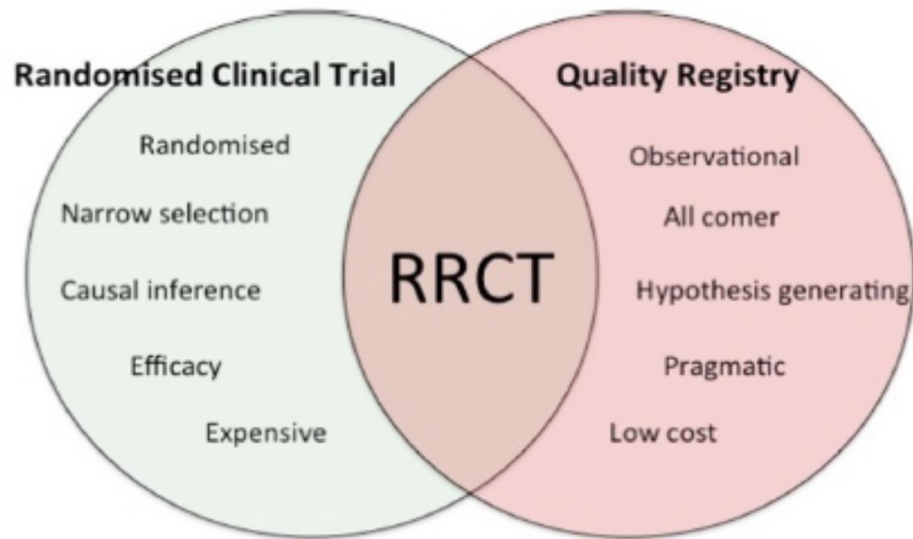 Randomised Clinical Trial
Randomised
Narrow selection
Causal inference
Efficacy
Expensive
RRCT
Quality Registry
Observational
All comer
Hypothesis generating
Pragmatic
Low cost